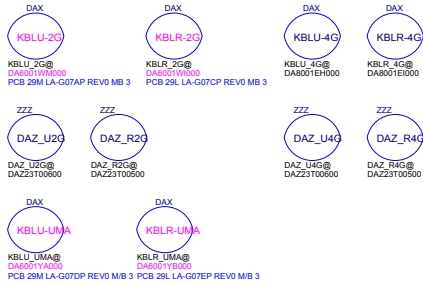 DAX
KBLU-2G
KBLU_2G@
DA6001WM000
PCB 29M LA-G07AP REV0 MB 3
DAX
KBLR-2G
KBLR_2G@
DA6001WI000
PCB 29L LA-G07CP REV0 MB 3
DAX
KBLU-4G
KBLU_4G@
DA8001EH000
DAX
KBLR-4G
KBLR_4G@
DA8001EI000
ZZZ
DAZ_U2G
DAZ_U2G@
DAZ23T00600
ZZZ
DAZ_R2G
DAZ_R2G@
DAZ23T00500
ZZZ
DAZ_U4G
DAZ_U4G@
DAZ23T00600
ZZZ
DAZ_R4G
DAZ_R4G@
DAZ23T00500
DAX
KBLU-UMA
KBLU_UMA@
DA6001YA000
PCB 29M LA-G07DP REV0 M/B 3
DAX
KBLR-UMA
KBLR_UMA@
DA6001YB000
PCB 29L LA-G07EP REV0 M/B 3